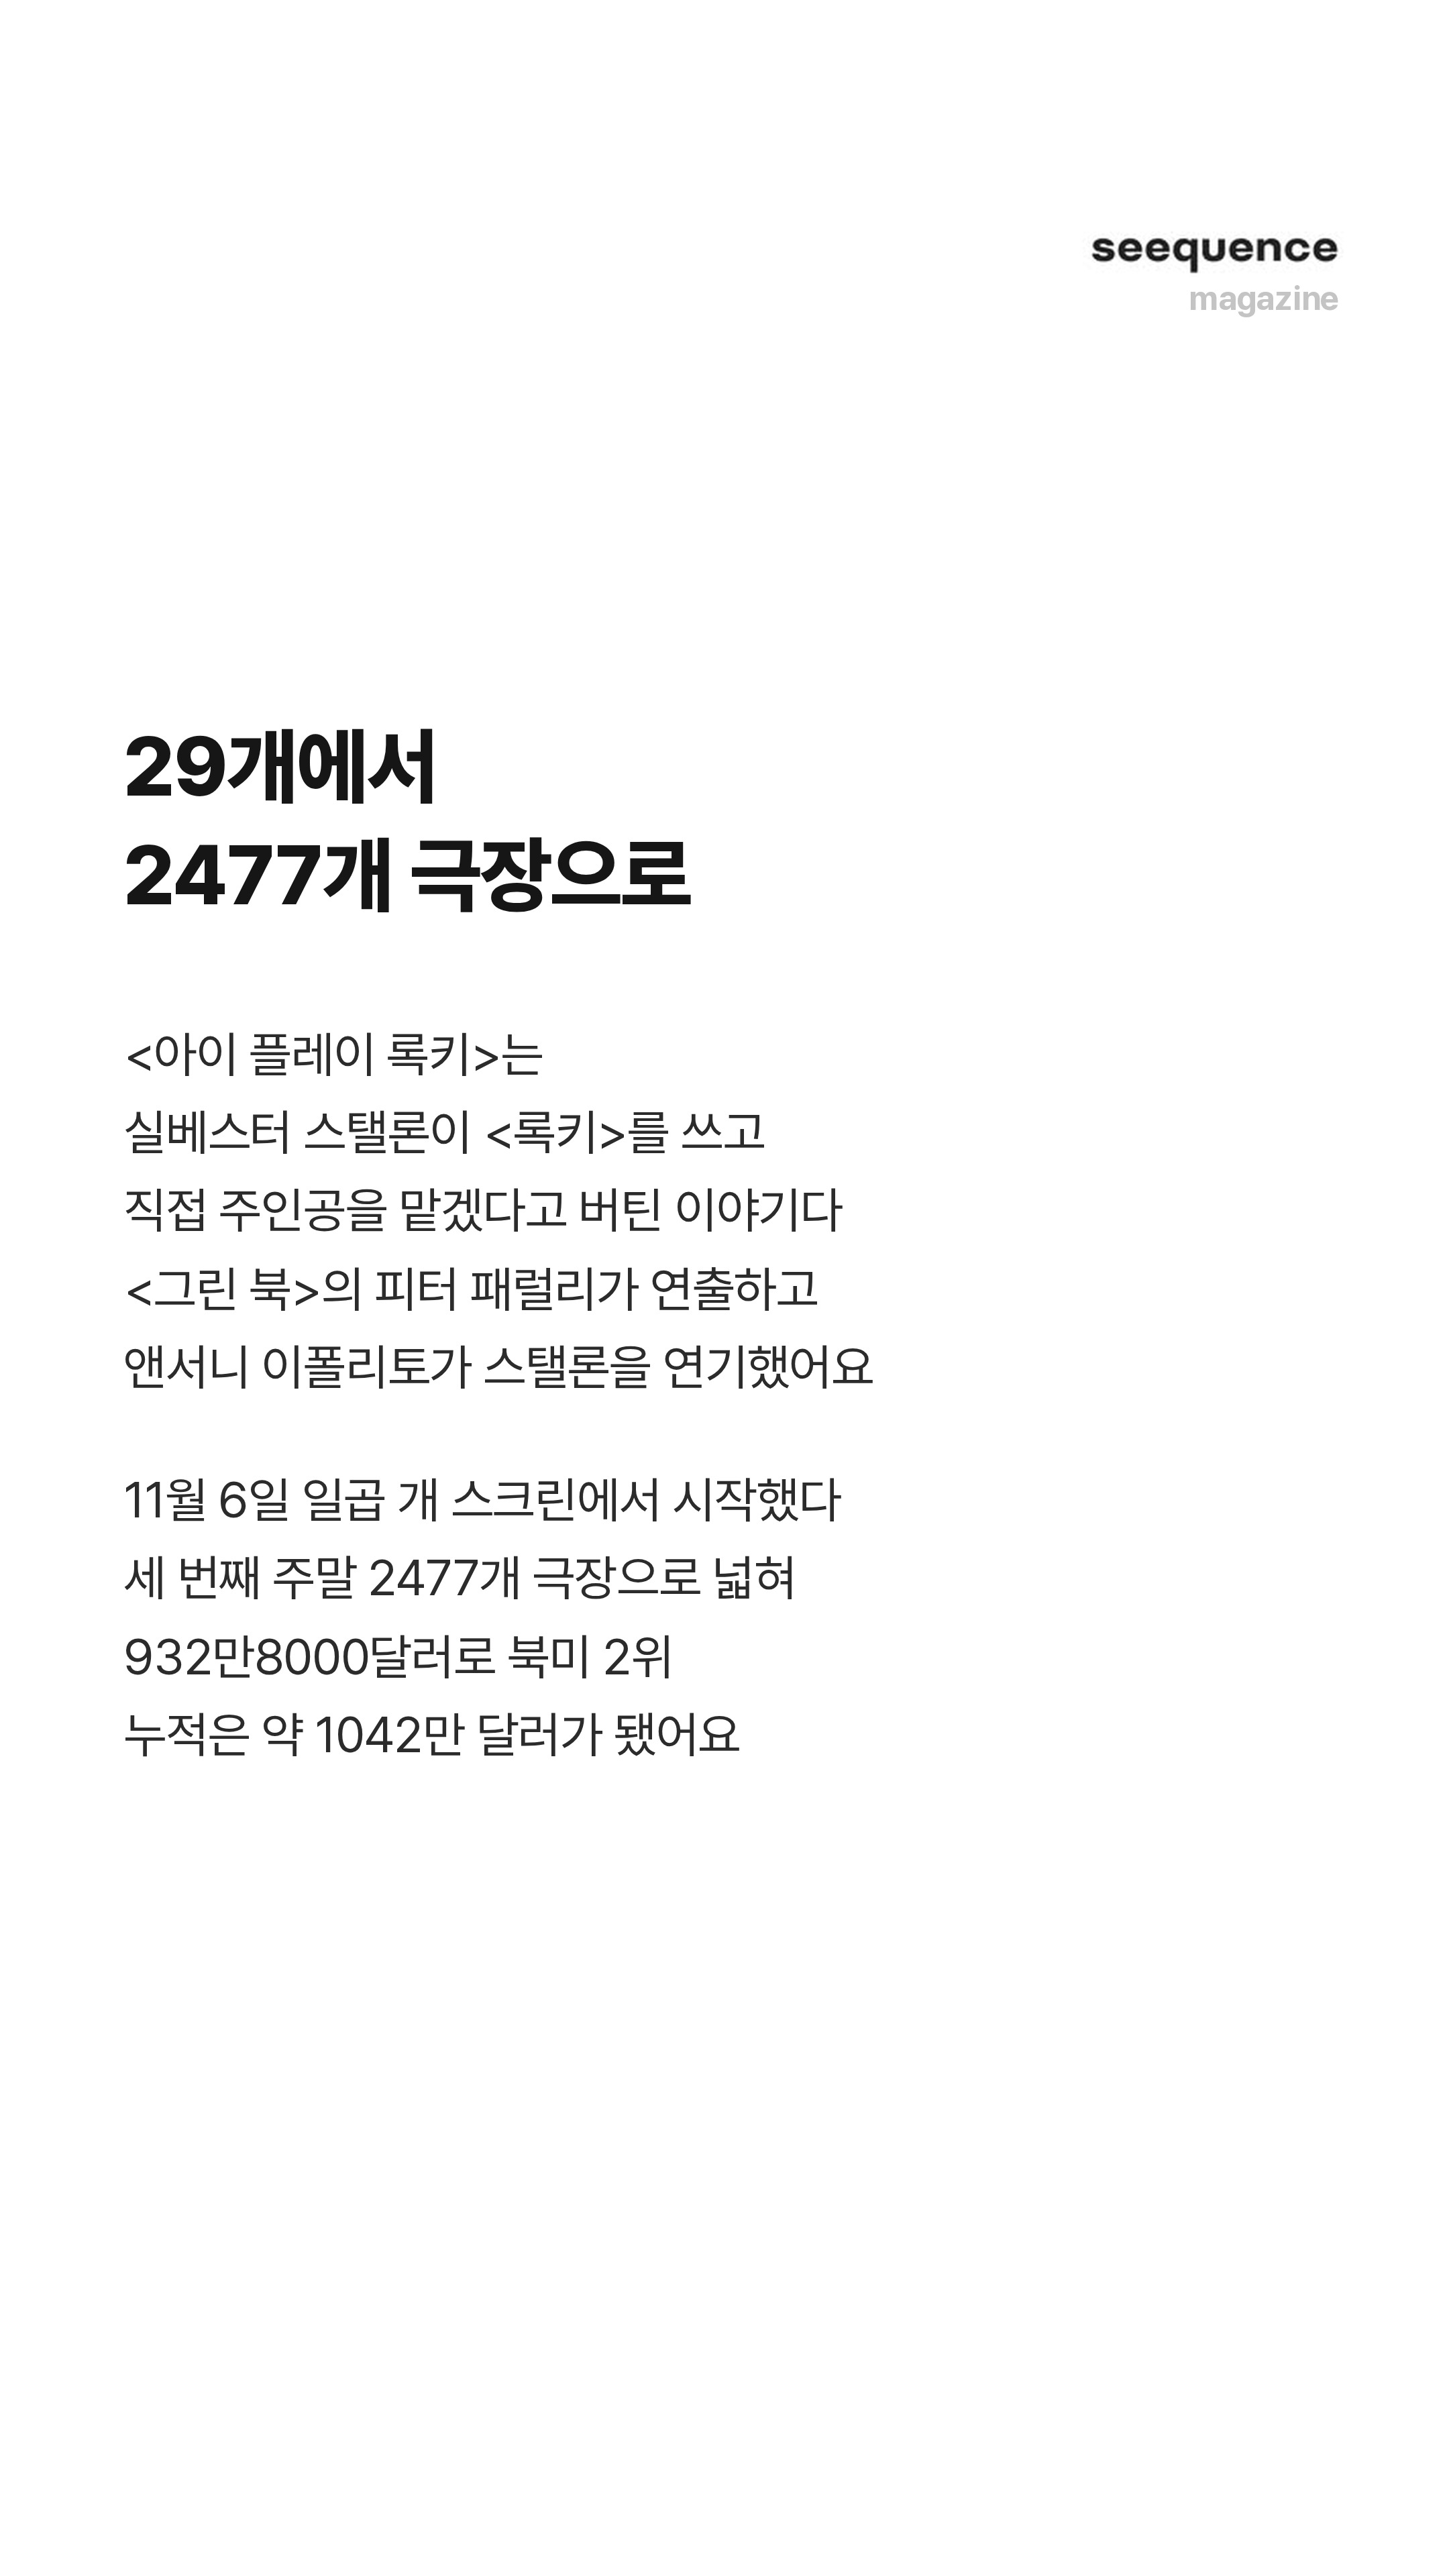 seequence
magazine
29개에서
2477개 극장으로
<아이 플레이 록키>는
실베스터 스탤론이 <록키>를 쓰고
직접 주인공을 맡겠다고 버틴 이야기다
<그린 북>의 피터 패럴리가 연출하고
앤서니 이폴리토가 스탤론을 연기했어요
11월 6일 일곱 개 스크린에서 시작했다
세 번째 주말 2477개 극장으로 넓혀
932만8000달러로 북미 2위
누적은 약 1042만 달러가 됐어요